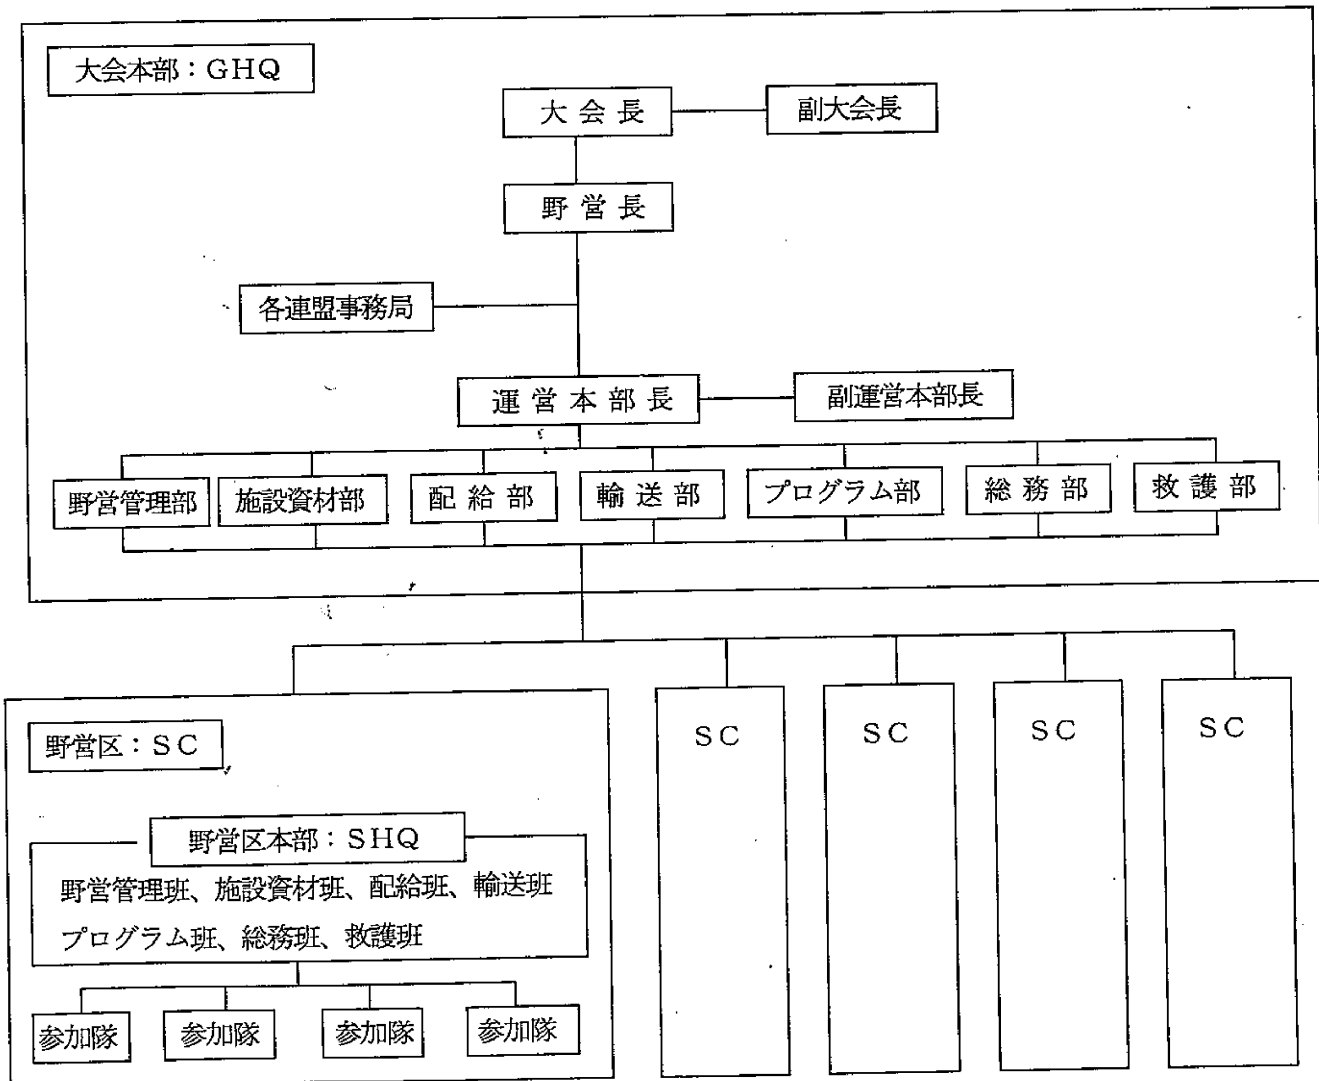 大会本部：GHQ
大会長
副大会長
野営長
各連盟事務局
運営本部長
副運営本部長
野営管理部
施設資材部
配給部
輸送部
プログラム部
総務部
救護部
野営区：SC
SC
SC
SC
SC
野営区本部：SHQ
野営管理班、施設資材班、配給班、輸送班
プログラム班、総務班、救護班
参加隊
参加隊
参加隊
参加隊